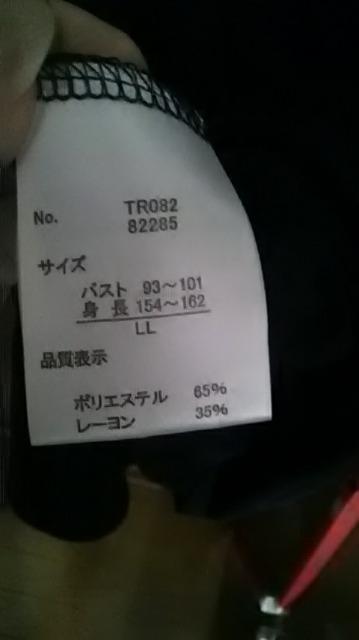 No. TR082
82285
サイズ
バスト 93～101
身長 154～162
LL
品質表示
ポリエステル 65%
レーヨン 35%